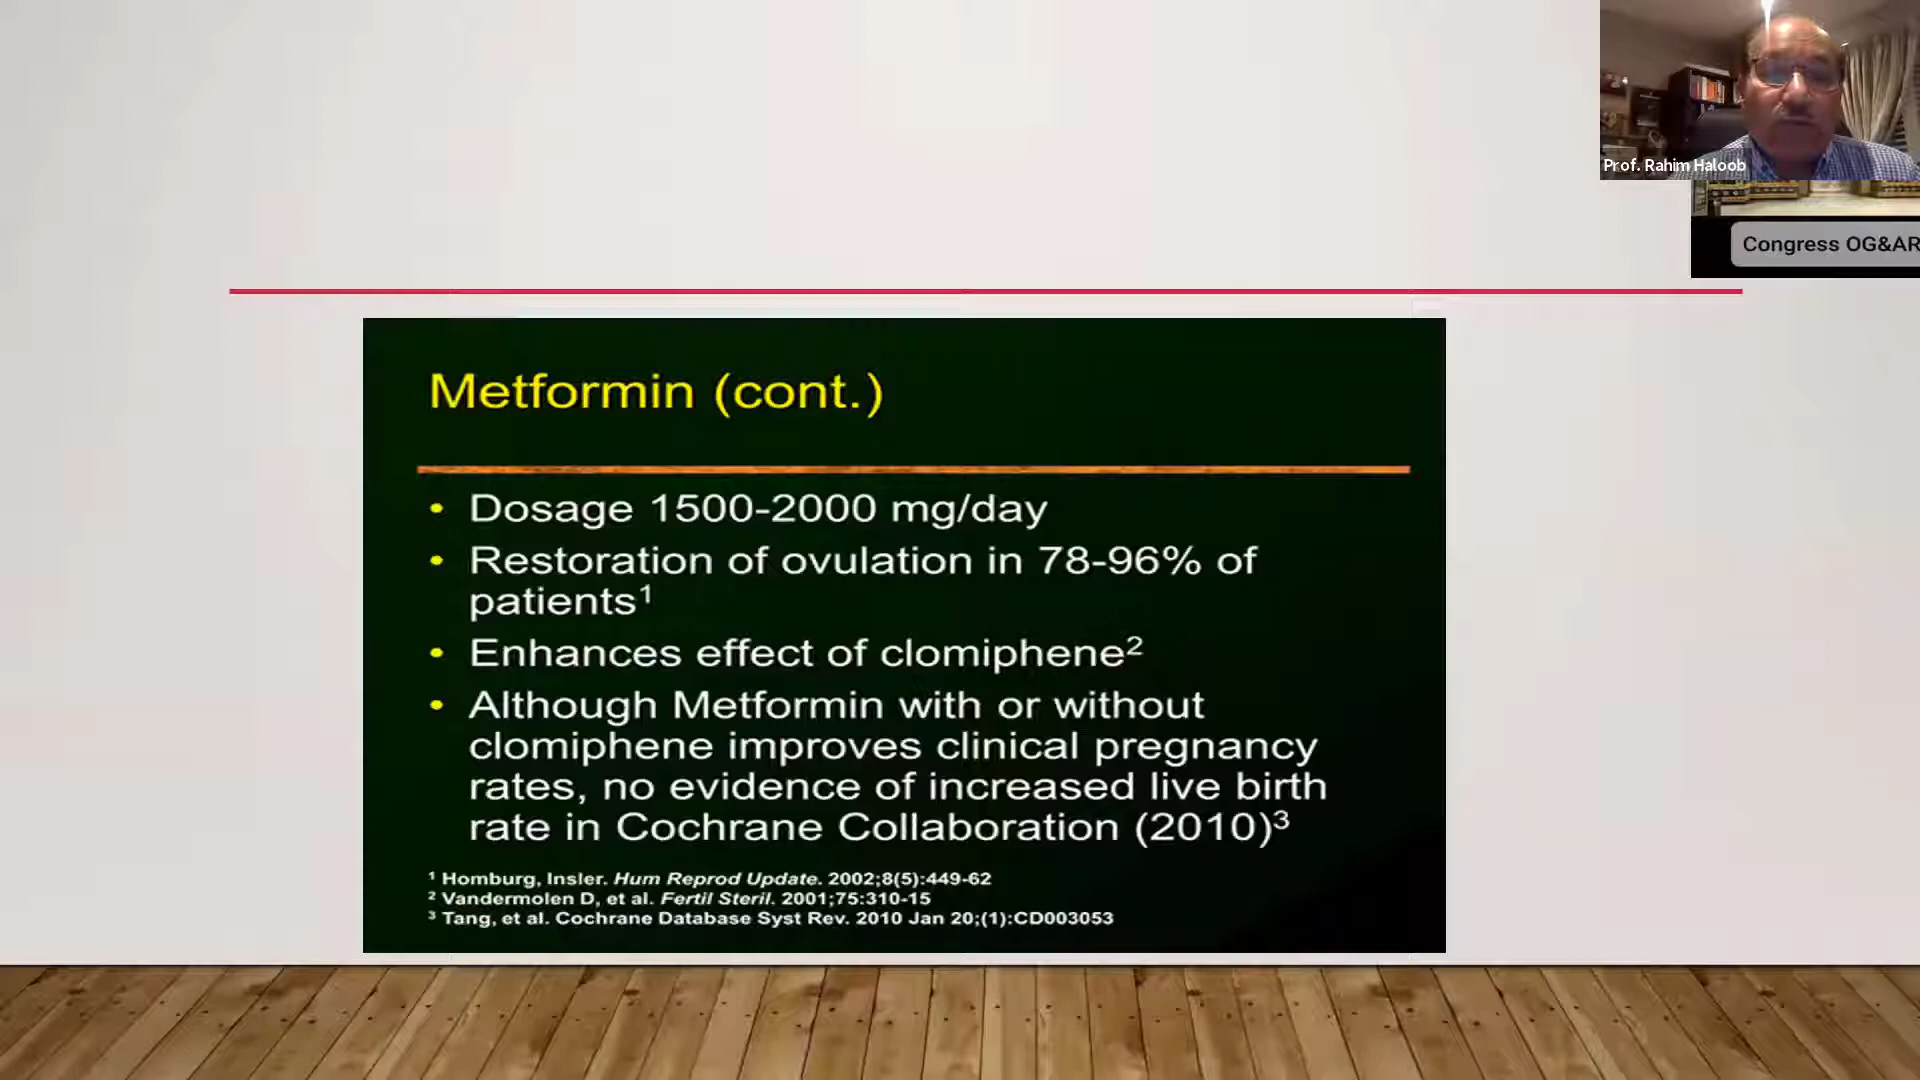 Prof. Rahim Haloob
Congress OG&AR
Metformin (cont.)
• Dosage 1500-2000 mg/day
• Restoration of ovulation in 78-96% of
patients¹
• Enhances effect of clomiphene²
• Although Metformin with or without
clomiphene improves clinical pregnancy
rates, no evidence of increased live birth
rate in Cochrane Collaboration (2010)³
¹ Homburg, Insler. Hum Reprod Update. 2002;8(5):449-62
² Vandermolen D, et al. Fertil Steril. 2001;75:310-15
³ Tang, et al. Cochrane Database Syst Rev. 2010 Jan 20;(1):CD003053